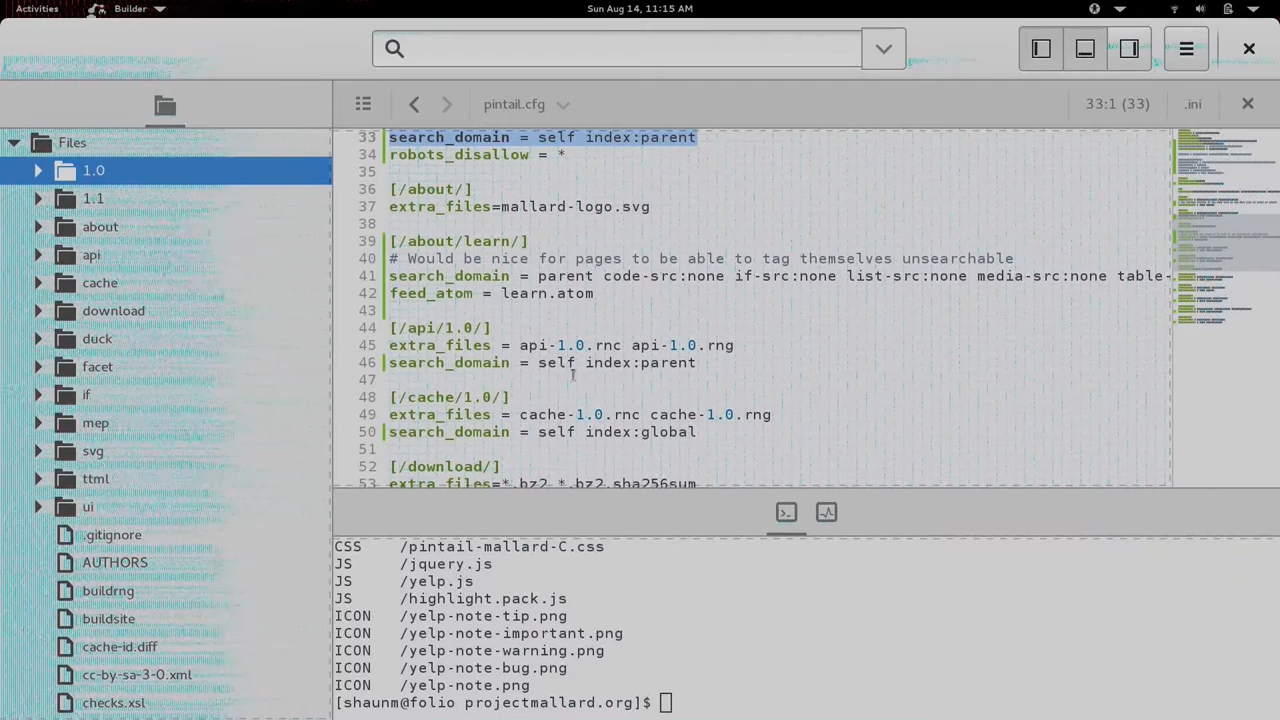 Activities Builder Sun Aug 14, 11:15 AM
pintail.cfg 33:1 (33) .ini
Files
1.0
1.1
about
api
cache
download
duck
facet
if
mep
svg
ttml
ui
.gitignore
AUTHORS
buildrng
buildsite
cache-id.diff
cc-by-sa-3-0.xml
checks.xsl
33 search_domain = self index:parent
34 robots_disallow = *
35
36 [/about/]
37 extra_files=mallard-logo.svg
38
39 [/about/learn/]
40 # Would for pages to be able to tag themselves unsearchable
41 search_domain = parent code-src:none if-src:none list-src:none media-src:none table-
42 feed_atom = learn.atom
43
44 [/api/1.0/]
45 extra_files = api-1.0.rnc api-1.0.rng
46 search_domain = self index:parent
47
48 [/cache/1.0/]
49 extra_files = cache-1.0.rnc cache-1.0.rng
50 search_domain = self index:global
51
52 [/download/]
53 extra_files=*.bz2 *.bz2.sha256sum
CSS /pintail-mallard-C.css
JS /jquery.js
JS /yelp.js
JS /highlight.pack.js
ICON /yelp-note-tip.png
ICON /yelp-note-important.png
ICON /yelp-note-warning.png
ICON /yelp-note-bug.png
ICON /yelp-note.png
[shaunm@folio projectmallard.org]$